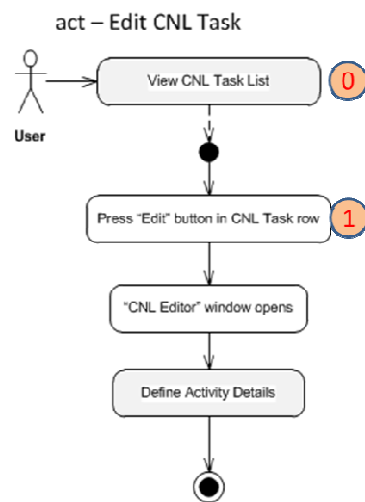 act – Edit CNL Task
View CNL Task List
0
User
Press “Edit” button in CNL Task row
1
“CNL Editor” window opens
Define Activity Details